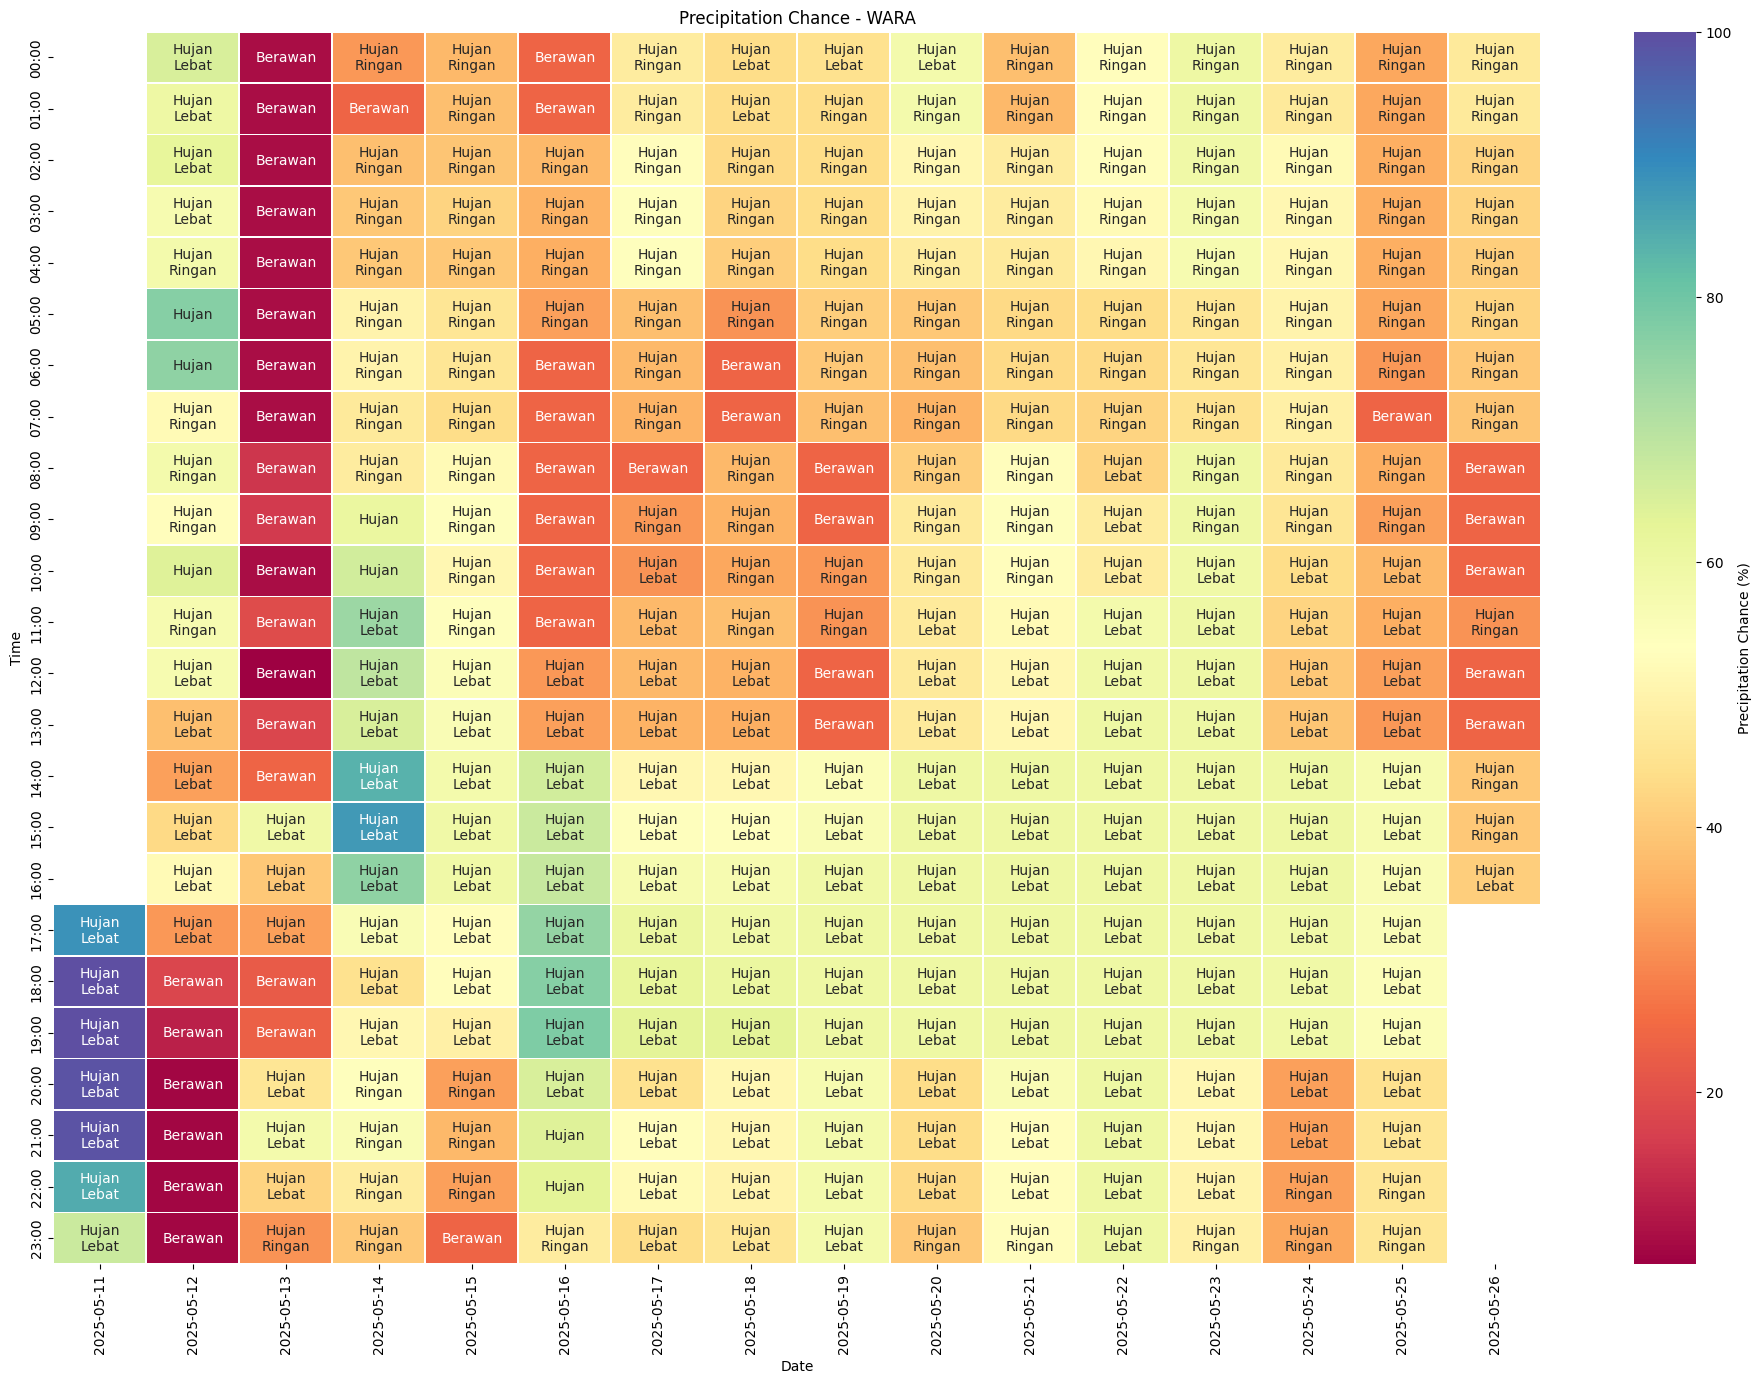 Precipitation Chance - WARA
00:00 Hujan Lebat Berawan Hujan Ringan Hujan Ringan Berawan Hujan Ringan Hujan Lebat Hujan Lebat Hujan Lebat Hujan Ringan Hujan Ringan Hujan Ringan Hujan Ringan Hujan Ringan Hujan Ringan
01:00 Hujan Lebat Berawan Berawan Hujan Ringan Berawan Hujan Ringan Hujan Lebat Hujan Ringan Hujan Ringan Hujan Ringan Hujan Ringan Hujan Ringan Hujan Ringan Hujan Ringan Hujan Ringan
02:00 Hujan Lebat Berawan Hujan Ringan Hujan Ringan Hujan Ringan Hujan Ringan Hujan Ringan Hujan Ringan Hujan Ringan Hujan Ringan Hujan Ringan Hujan Ringan Hujan Ringan Hujan Ringan Hujan Ringan
03:00 Hujan Lebat Berawan Hujan Ringan Hujan Ringan Hujan Ringan Hujan Ringan Hujan Ringan Hujan Ringan Hujan Ringan Hujan Ringan Hujan Ringan Hujan Ringan Hujan Ringan Hujan Ringan Hujan Ringan
04:00 Hujan Ringan Berawan Hujan Ringan Hujan Ringan Hujan Ringan Hujan Ringan Hujan Ringan Hujan Ringan Hujan Ringan Hujan Ringan Hujan Ringan Hujan Ringan Hujan Ringan Hujan Ringan Hujan Ringan
05:00 Hujan Berawan Hujan Ringan Hujan Ringan Hujan Ringan Hujan Ringan Hujan Ringan Hujan Ringan Hujan Ringan Hujan Ringan Hujan Ringan Hujan Ringan Hujan Ringan Hujan Ringan Hujan Ringan
06:00 Hujan Berawan Hujan Ringan Hujan Ringan Berawan Hujan Ringan Berawan Hujan Ringan Hujan Ringan Hujan Ringan Hujan Ringan Hujan Ringan Hujan Ringan Hujan Ringan Hujan Ringan
07:00 Hujan Ringan Berawan Hujan Ringan Hujan Ringan Berawan Hujan Ringan Berawan Hujan Ringan Hujan Ringan Hujan Ringan Hujan Ringan Hujan Ringan Hujan Ringan Berawan Hujan Ringan
08:00 Hujan Ringan Berawan Hujan Ringan Hujan Ringan Berawan Berawan Hujan Ringan Berawan Hujan Ringan Hujan Ringan Hujan Lebat Hujan Ringan Hujan Ringan Hujan Ringan Berawan
09:00 Hujan Ringan Berawan Hujan Hujan Ringan Berawan Hujan Ringan Hujan Ringan Berawan Hujan Ringan Hujan Ringan Hujan Lebat Hujan Ringan Hujan Ringan Hujan Ringan Berawan
10:00 Hujan Berawan Hujan Hujan Ringan Berawan Hujan Lebat Hujan Ringan Hujan Ringan Hujan Ringan Hujan Ringan Hujan Lebat Hujan Lebat Hujan Lebat Hujan Lebat Berawan
11:00 Hujan Ringan Berawan Hujan Lebat Hujan Ringan Berawan Hujan Lebat Hujan Ringan Hujan Ringan Hujan Lebat Hujan Lebat Hujan Lebat Hujan Lebat Hujan Lebat Hujan Lebat Hujan Ringan
12:00 Hujan Lebat Berawan Hujan Lebat Hujan Lebat Hujan Lebat Hujan Lebat Hujan Lebat Berawan Hujan Lebat Hujan Lebat Hujan Lebat Hujan Lebat Hujan Lebat Hujan Lebat Berawan
13:00 Hujan Lebat Berawan Hujan Lebat Hujan Lebat Hujan Lebat Hujan Lebat Hujan Lebat Berawan Hujan Lebat Hujan Lebat Hujan Lebat Hujan Lebat Hujan Lebat Hujan Lebat Berawan
14:00 Hujan Lebat Berawan Hujan Lebat Hujan Lebat Hujan Lebat Hujan Lebat Hujan Lebat Hujan Lebat Hujan Lebat Hujan Lebat Hujan Lebat Hujan Lebat Hujan Lebat Hujan Lebat Hujan Ringan
15:00 Hujan Lebat Hujan Lebat Hujan Lebat Hujan Lebat Hujan Lebat Hujan Lebat Hujan Lebat Hujan Lebat Hujan Lebat Hujan Lebat Hujan Lebat Hujan Lebat Hujan Lebat Hujan Lebat Hujan Ringan
16:00 Hujan Lebat Hujan Lebat Hujan Lebat Hujan Lebat Hujan Lebat Hujan Lebat Hujan Lebat Hujan Lebat Hujan Lebat Hujan Lebat Hujan Lebat Hujan Lebat Hujan Lebat Hujan Lebat Hujan Lebat
17:00 Hujan Lebat Hujan Lebat Hujan Lebat Hujan Lebat Hujan Lebat Hujan Lebat Hujan Lebat Hujan Lebat Hujan Lebat Hujan Lebat Hujan Lebat Hujan Lebat Hujan Lebat Hujan Lebat Hujan Lebat
18:00 Hujan Lebat Berawan Berawan Hujan Lebat Hujan Lebat Hujan Lebat Hujan Lebat Hujan Lebat Hujan Lebat Hujan Lebat Hujan Lebat Hujan Lebat Hujan Lebat Hujan Lebat Hujan Lebat
19:00 Hujan Lebat Berawan Berawan Hujan Lebat Hujan Lebat Hujan Lebat Hujan Lebat Hujan Lebat Hujan Lebat Hujan Lebat Hujan Lebat Hujan Lebat Hujan Lebat Hujan Lebat Hujan Lebat
20:00 Hujan Lebat Berawan Hujan Lebat Hujan Ringan Hujan Ringan Hujan Lebat Hujan Lebat Hujan Lebat Hujan Lebat Hujan Lebat Hujan Lebat Hujan Lebat Hujan Lebat Hujan Lebat Hujan Lebat
21:00 Hujan Lebat Berawan Hujan Lebat Hujan Ringan Hujan Ringan Hujan Hujan Lebat Hujan Lebat Hujan Lebat Hujan Lebat Hujan Lebat Hujan Lebat Hujan Lebat Hujan Lebat Hujan Lebat
22:00 Hujan Lebat Berawan Hujan Lebat Hujan Ringan Hujan Ringan Hujan Hujan Lebat Hujan Lebat Hujan Lebat Hujan Lebat Hujan Lebat Hujan Lebat Hujan Lebat Hujan Ringan Hujan Ringan
23:00 Hujan Lebat Berawan Hujan Ringan Hujan Ringan Berawan Hujan Ringan Hujan Lebat Hujan Lebat Hujan Lebat Hujan Ringan Hujan Ringan Hujan Lebat Hujan Ringan Hujan Ringan Hujan Ringan
Time
2025-05-11 2025-05-12 2025-05-13 2025-05-14 2025-05-15 2025-05-16 2025-05-17 2025-05-18 2025-05-19 2025-05-20 2025-05-21 2025-05-22 2025-05-23 2025-05-24 2025-05-25 2025-05-26
Date
100
80
60
40
20
Precipitation Chance (%)